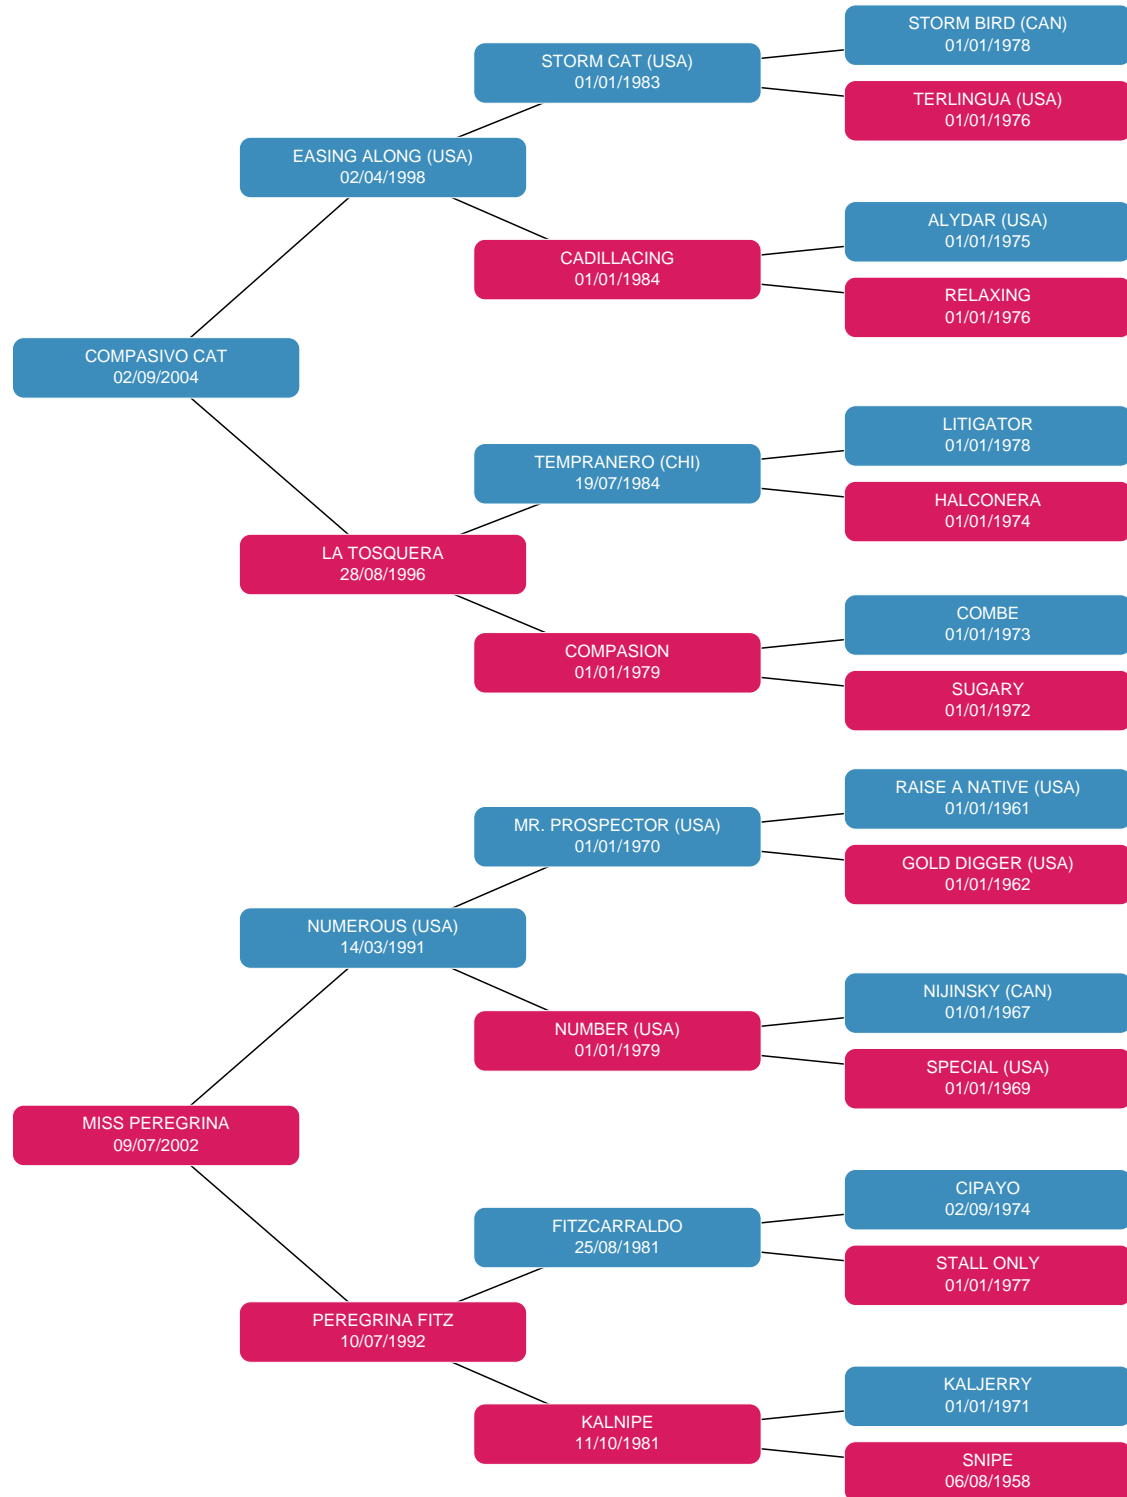 STORM BIRD (CAN)
01/01/1978
STORM CAT (USA)
01/01/1983
TERLINGUA (USA)
01/01/1976
EASING ALONG (USA)
02/04/1998
ALYDAR (USA)
01/01/1975
CADILLACING
01/01/1984
RELAXING
01/01/1976
COMPASIVO CAT
02/09/2004
LITIGATOR
01/01/1978
TEMPRANERO (CHI)
19/07/1984
HALCONERA
01/01/1974
LA TOSQUERA
28/08/1996
COMBE
01/01/1973
COMPASION
01/01/1979
SUGARY
01/01/1972
RAISE A NATIVE (USA)
01/01/1961
MR. PROSPECTOR (USA)
01/01/1970
GOLD DIGGER (USA)
01/01/1962
NUMEROUS (USA)
14/03/1991
NIJINSKY (CAN)
01/01/1967
NUMBER (USA)
01/01/1979
SPECIAL (USA)
01/01/1969
MISS PEREGRINA
09/07/2002
CIPAYO
02/09/1974
FITZCARRALDO
25/08/1981
STALL ONLY
01/01/1977
PEREGRINA FITZ
10/07/1992
KALJERRY
01/01/1971
KALNIPE
11/10/1981
SNIPE
06/08/1958